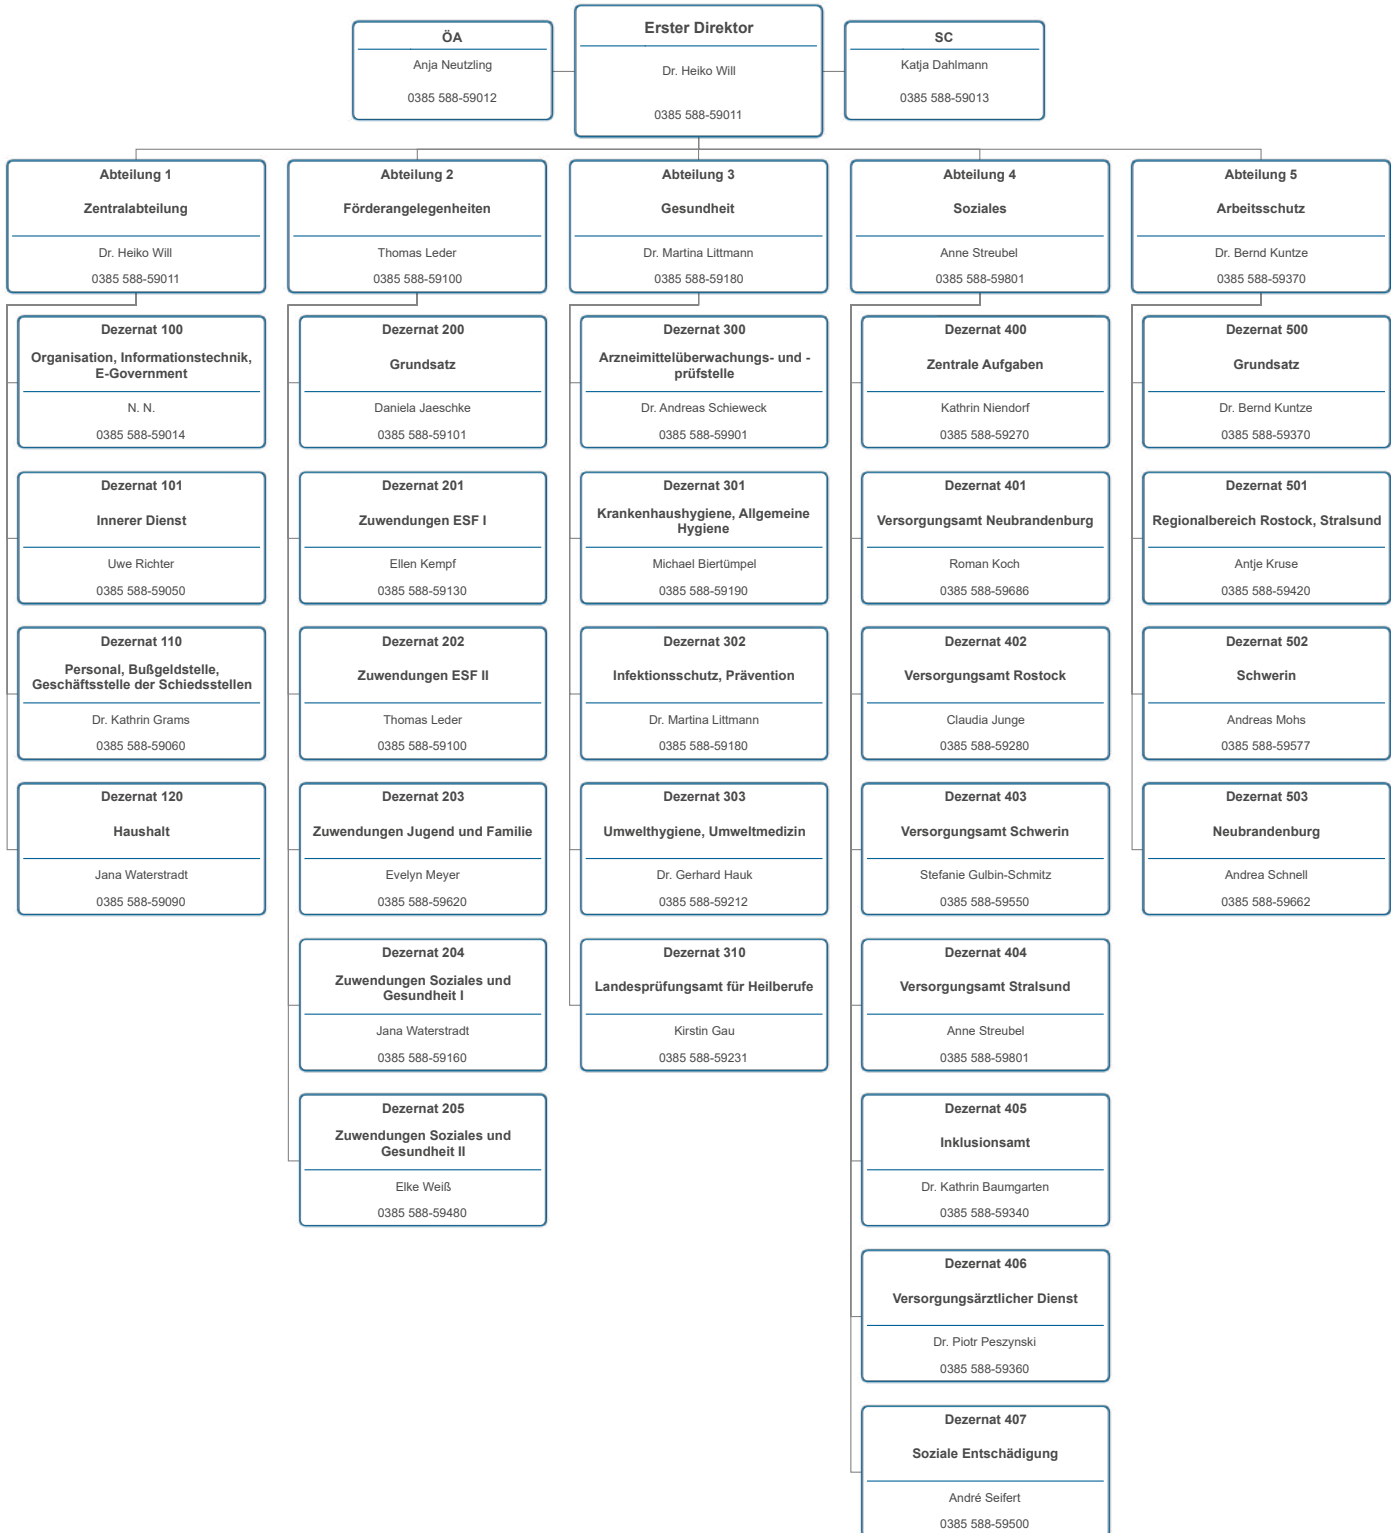 ÖA
Anja Neutzling
0385 588-59012
Erster Direktor
Dr. Heiko Will
0385 588-59011
SC
Katja Dahlmann
0385 588-59013
Abteilung 1
Zentralabteilung
Dr. Heiko Will
0385 588-59011
Dezernat 100
Organisation, Informationstechnik,
E-Government
N. N.
0385 588-59014
Dezernat 101
Innerer Dienst
Uwe Richter
0385 588-59050
Dezernat 110
Personal, Bußgeldstelle,
Geschäftsstelle der Schiedsstellen
Dr. Kathrin Grams
0385 588-59060
Dezernat 120
Haushalt
Jana Waterstradt
0385 588-59090
Abteilung 2
Förderangelegenheiten
Thomas Leder
0385 588-59100
Dezernat 200
Grundsatz
Daniela Jaeschke
0385 588-59101
Dezernat 201
Zuwendungen ESF I
Ellen Kempf
0385 588-59130
Dezernat 202
Zuwendungen ESF II
Thomas Leder
0385 588-59100
Dezernat 203
Zuwendungen Jugend und Familie
Evelyn Meyer
0385 588-59620
Dezernat 204
Zuwendungen Soziales und
Gesundheit I
Jana Waterstradt
0385 588-59160
Dezernat 205
Zuwendungen Soziales und
Gesundheit II
Elke Weiß
0385 588-59480
Abteilung 3
Gesundheit
Dr. Martina Littmann
0385 588-59180
Dezernat 300
Arzneimittelüberwachungs- und -
prüfstelle
Dr. Andreas Schieweck
0385 588-59901
Dezernat 301
Krankenhaushygiene, Allgemeine
Hygiene
Michael Biertümpel
0385 588-59190
Dezernat 302
Infektionsschutz, Prävention
Dr. Martina Littmann
0385 588-59180
Dezernat 303
Umwelthygiene, Umweltmedizin
Dr. Gerhard Hauk
0385 588-59212
Dezernat 310
Landesprüfungsamt für Heilberufe
Kirstin Gau
0385 588-59231
Abteilung 4
Soziales
Anne Streubel
0385 588-59801
Dezernat 400
Zentrale Aufgaben
Kathrin Niendorf
0385 588-59270
Dezernat 401
Versorgungsamt Neubrandenburg
Roman Koch
0385 588-59686
Dezernat 402
Versorgungsamt Rostock
Claudia Junge
0385 588-59280
Dezernat 403
Versorgungsamt Schwerin
Stefanie Gulbin-Schmitz
0385 588-59550
Dezernat 404
Versorgungsamt Stralsund
Anne Streubel
0385 588-59801
Dezernat 405
Inklusionsamt
Dr. Kathrin Baumgarten
0385 588-59340
Dezernat 406
Versorgungsärztlicher Dienst
Dr. Piotr Peszynski
0385 588-59360
Dezernat 407
Soziale Entschädigung
André Seifert
0385 588-59500
Abteilung 5
Arbeitsschutz
Dr. Bernd Kuntze
0385 588-59370
Dezernat 500
Grundsatz
Dr. Bernd Kuntze
0385 588-59370
Dezernat 501
Regionalbereich Rostock, Stralsund
Antje Kruse
0385 588-59420
Dezernat 502
Schwerin
Andreas Mohs
0385 588-59577
Dezernat 503
Neubrandenburg
Andrea Schnell
0385 588-59662